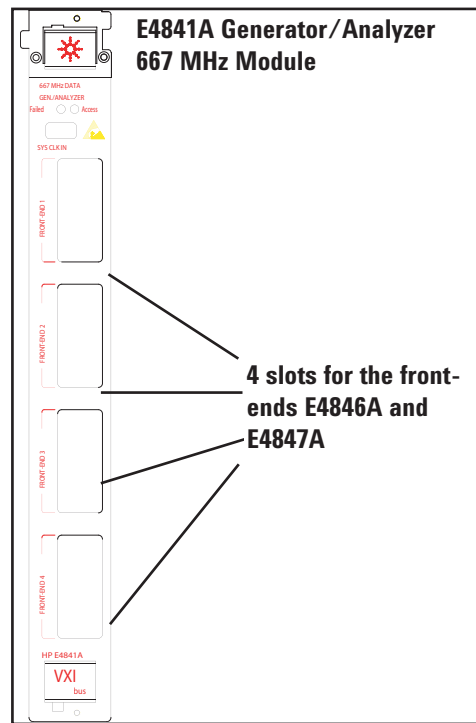 E4841A Generator/Analyzer
667 MHz Module
667 MHz DATA
GEN./ANALYZER
Failed Access
SYS CLK IN
FRONT-END 1
FRONT-END 2
4 slots for the front-
ends E4846A and
E4847A
FRONT-END 3
FRONT-END 4
HP E4841A
VXI
bus